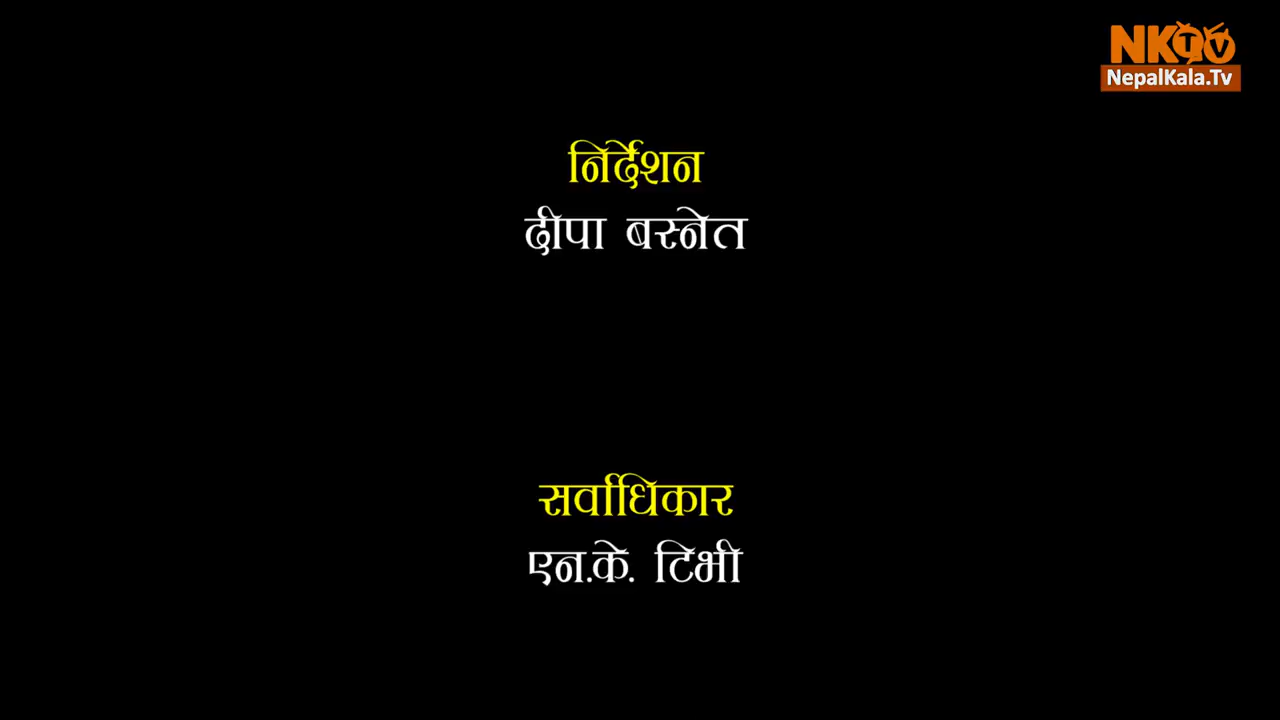 NKTV
NepalKala.Tv
निर्देशन
दीपा बस्नेत
सर्वाधिकार
एन.के. टिभी